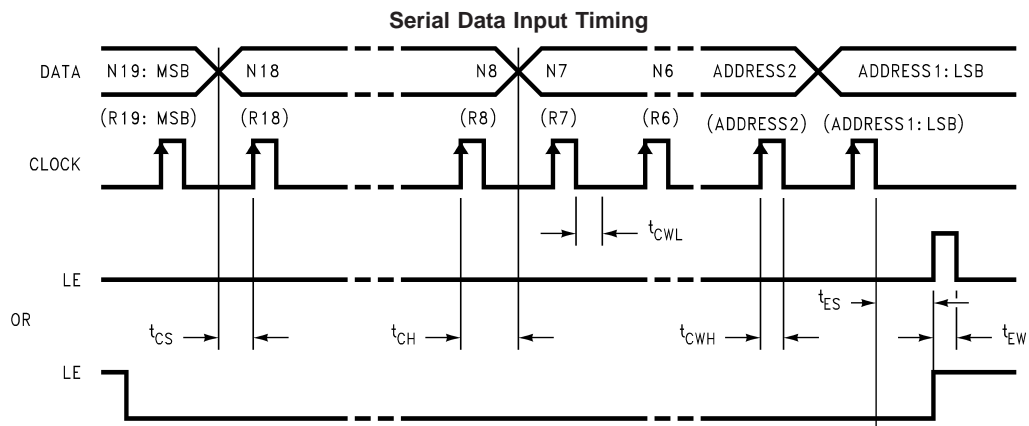 Serial Data Input Timing
DATA N19: MSB N18 N8 N7 N6 ADDRESS2 ADDRESS1:LSB
(R19: MSB) (R18) (R8) (R7) (R6) (ADDRESS2) (ADDRESS1:LSB)
CLOCK
tCWL
LE
tES
OR
tCS tCH tCWH tEW
LE